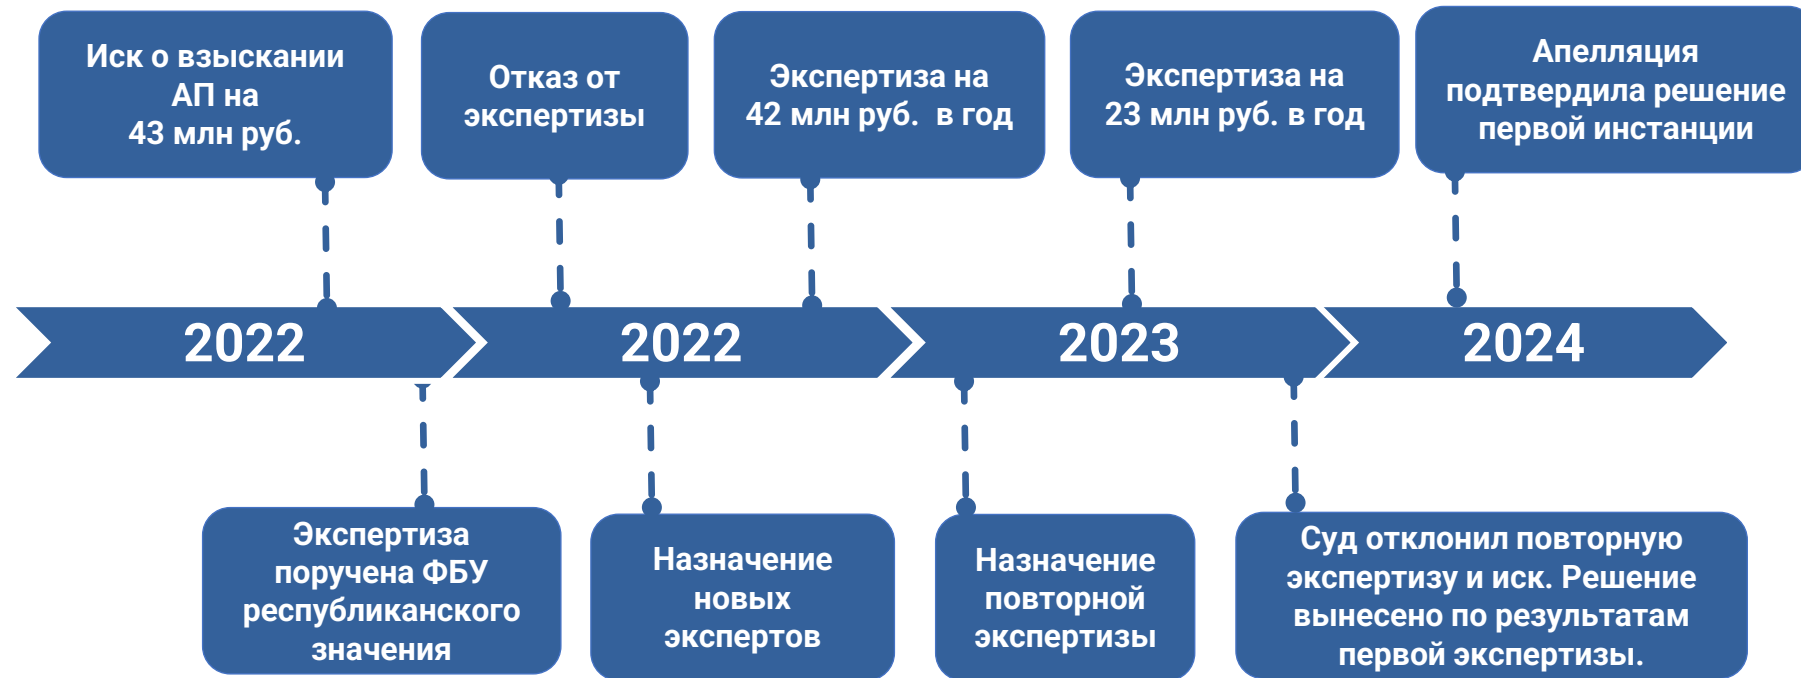 Иск о взыскании
АП на
43 млн руб.
Отказ от
экспертизы
Экспертиза на
42 млн руб. в год
Экспертиза на
23 млн руб. в год
Апелляция
подтвердила решение
первой инстанции
2022
2022
2023
2024
Экспертиза
поручена ФБУ
республиканского
значения
Назначение
новых
экспертов
Назначение
повторной
экспертизы
Суд отклонил повторную
экспертизу и иск. Решение
вынесено по результатам
первой экспертизы.